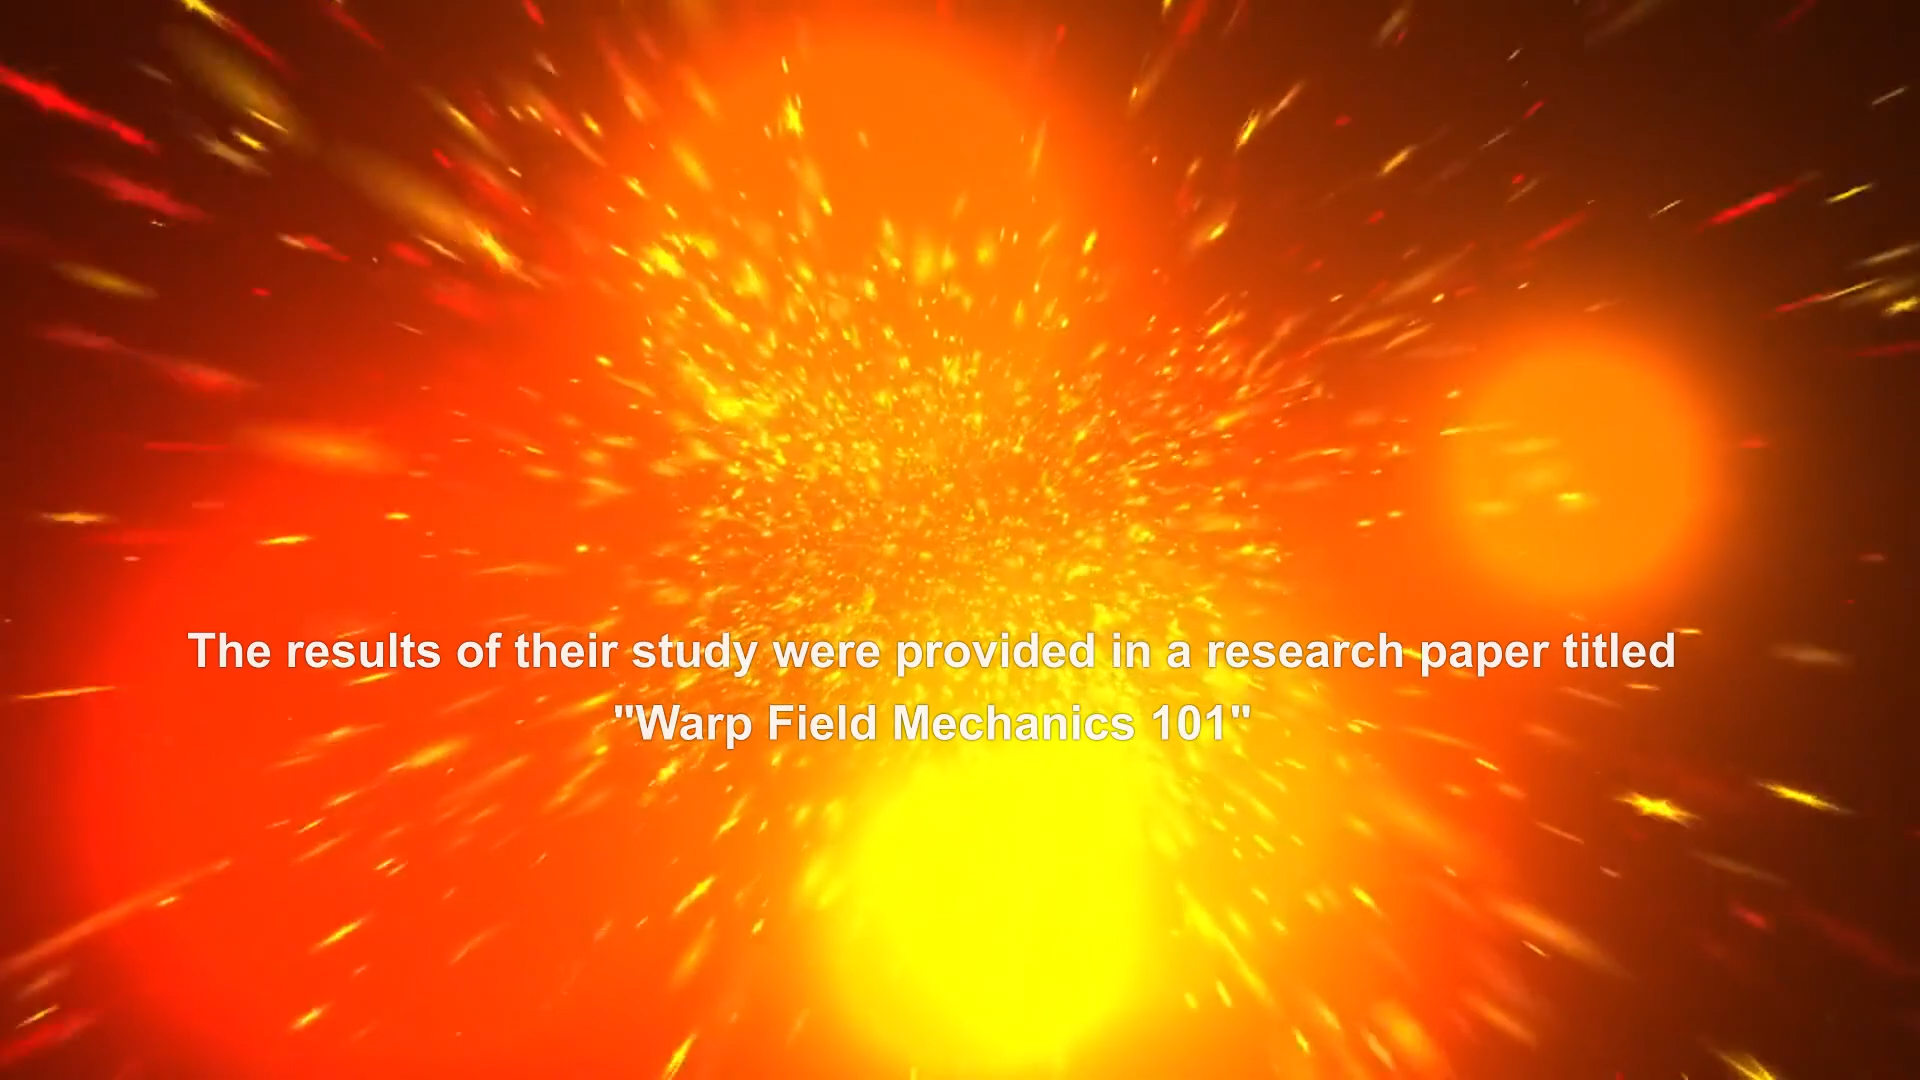 The results of their study were provided in a research paper titled
"Warp Field Mechanics 101"